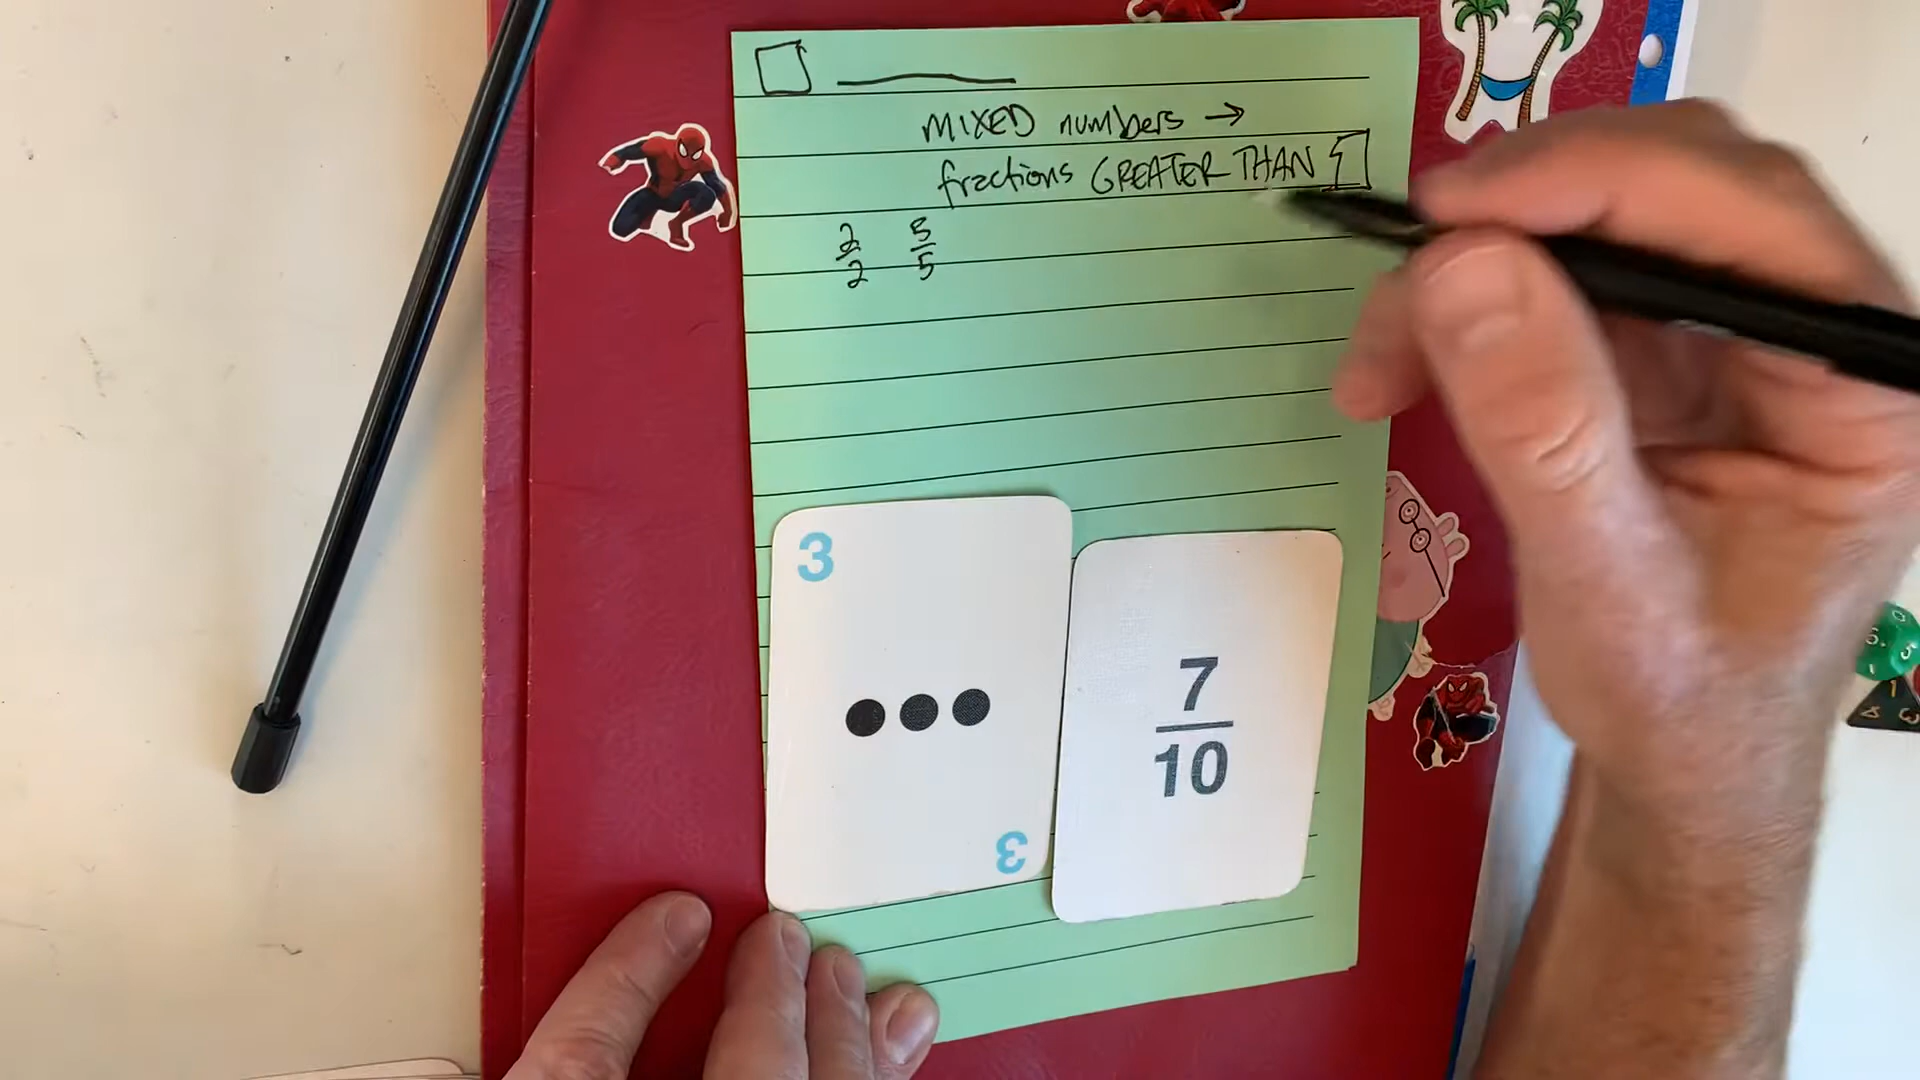 MIXED numbers →
fractions GREATER THAN 1
2/2 5/5
3
7/10
3